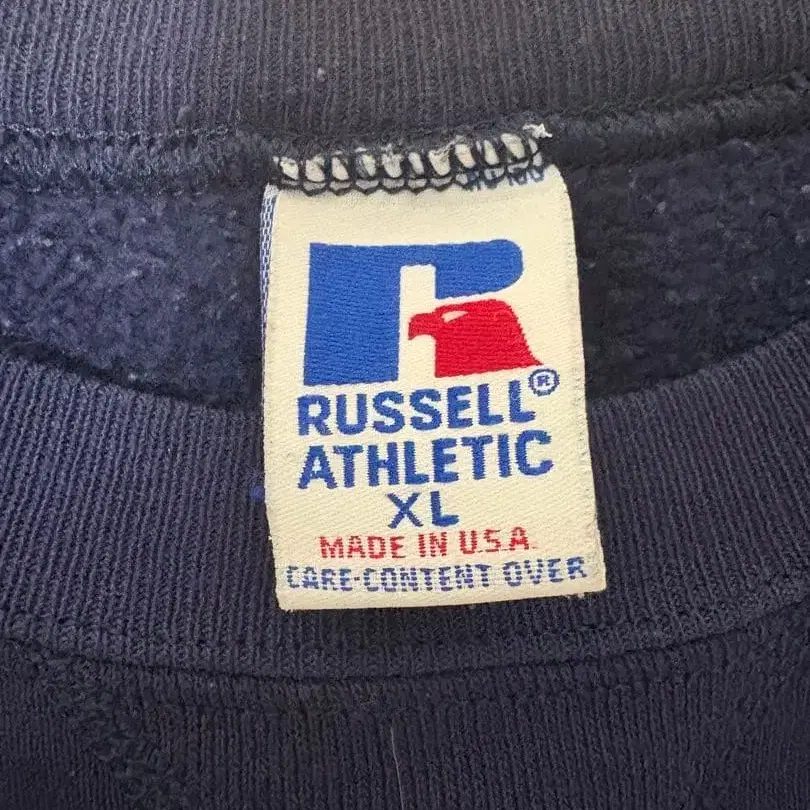 R
RUSSELL®
ATHLETIC
XL
MADE IN U.S.A.
CARE-CONTENT OVER